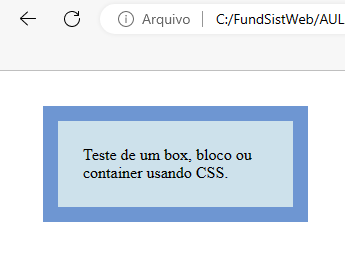 Arquivo
C:/FundSistWeb/AUL
Teste de um box, bloco ou
container usando CSS.